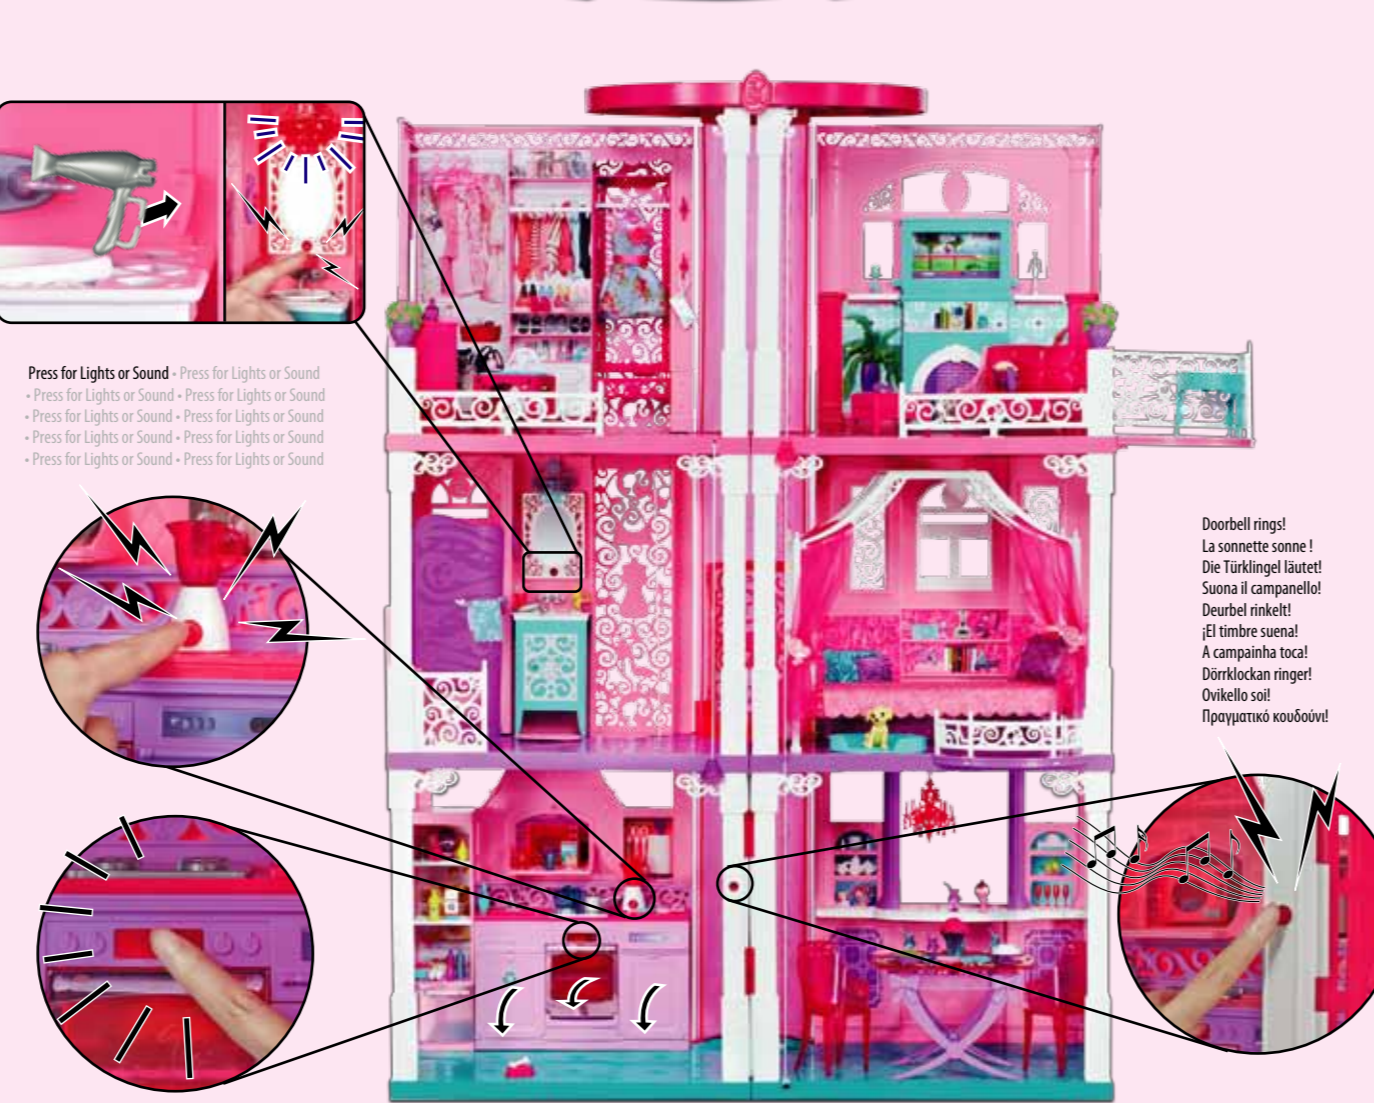 Press for Lights or Sound • Press for Lights or Sound
• Press for Lights or Sound • Press for Lights or Sound
• Press for Lights or Sound • Press for Lights or Sound
• Press for Lights or Sound • Press for Lights or Sound
• Press for Lights or Sound • Press for Lights or Sound
Doorbell rings!
La sonnette sonne !
Die Türklingel läutet!
Suona il campanello!
Deurbel rinkelt!
¡El timbre suena!
A campainha toca!
Dörrklockan ringer!
Ovikello soi!
Πραγματικό κουδούνι!